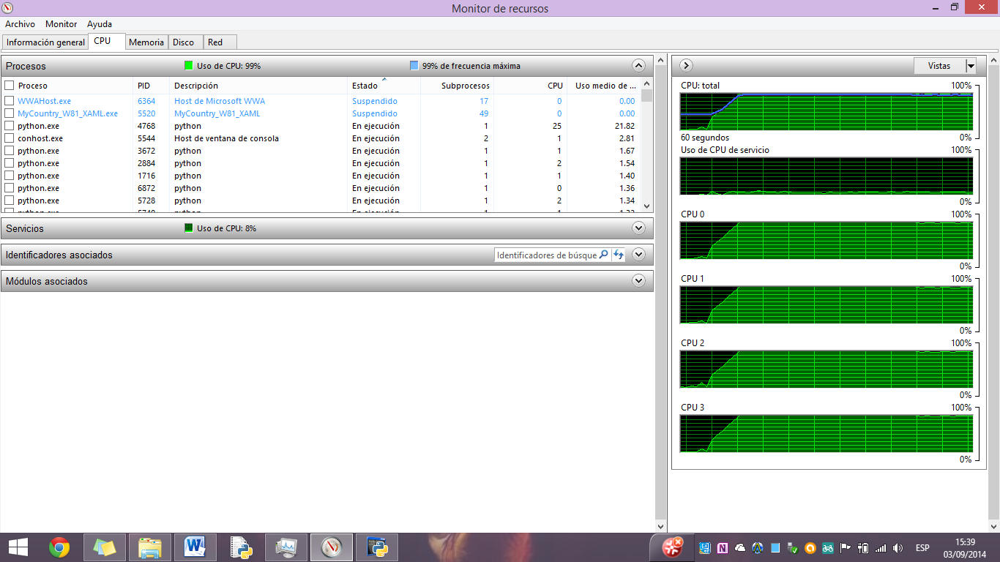 Monitor de recursos
Archivo Monitor Ayuda
Información general CPU Memoria Disco Red
Procesos Uso de CPU: 99% 99% de frecuencia máxima
Proceso PID Descripción Estado Subprocesos CPU Uso medio de ...
WWAHost.exe 6364 Host de Microsoft WWA Suspendido 17 0 0.00
MyCountry_W81_XAML.exe 5520 MyCountry_W81_XAML Suspendido 49 0 0.00
python.exe 4768 python En ejecución 1 25 21.82
conhost.exe 5544 Host de ventana de consola En ejecución 2 1 2.81
python.exe 3672 python En ejecución 1 1 1.67
python.exe 2884 python En ejecución 1 2 1.54
python.exe 1716 python En ejecución 1 1 1.40
python.exe 6872 python En ejecución 1 0 1.36
python.exe 5728 python En ejecución 1 2 1.34
Servicios Uso de CPU: 8%
Identificadores asociados Identificadores de búsque
Módulos asociados
Vistas
CPU: total 100%
60 segundos 0%
Uso de CPU de servicio 100%
0%
CPU 0 100%
0%
CPU 1 100%
0%
CPU 2 100%
0%
CPU 3 100%
0%
ESP
15:39
03/09/2014